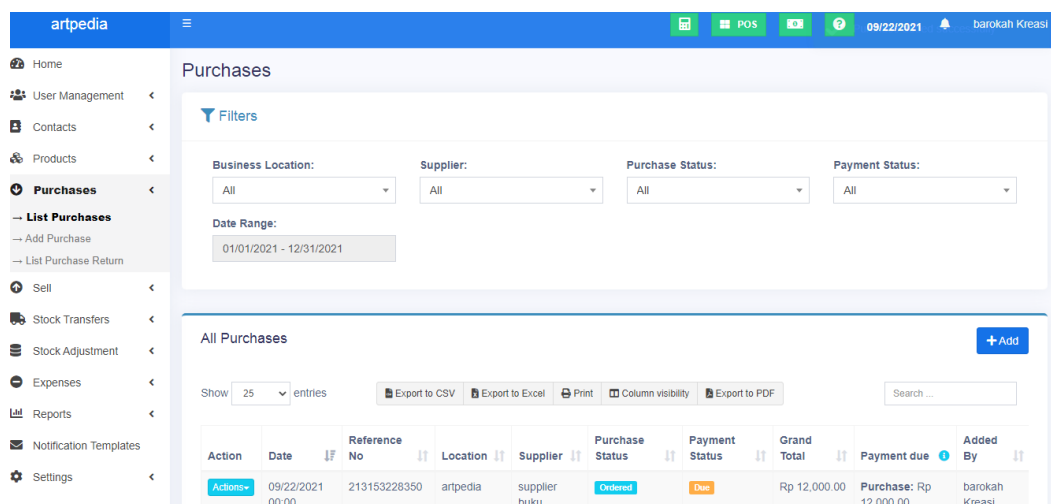 artpedia
POS
09/22/2021
barokah Kreasi
Home
User Management
Contacts
Products
Purchases
→ List Purchases
→ Add Purchase
→ List Purchase Return
Sell
Stock Transfers
Stock Adjustment
Expenses
Reports
Notification Templates
Settings
Purchases
Filters
Business Location: Supplier: Purchase Status: Payment Status:
All All All All
Date Range:
01/01/2021 - 12/31/2021
All Purchases
+ Add
Show 25 entries Export to CSV Export to Excel Print Column visibility Export to PDF Search ...
Action Date Reference No Location Supplier Purchase Status Payment Status Grand Total Payment due Added By
Actions 09/22/2021 213153228350 artpedia supplier Ordered Due Rp 12,000.00 Purchase: Rp barokah
00:00 buku 12,000.00 Kreasi